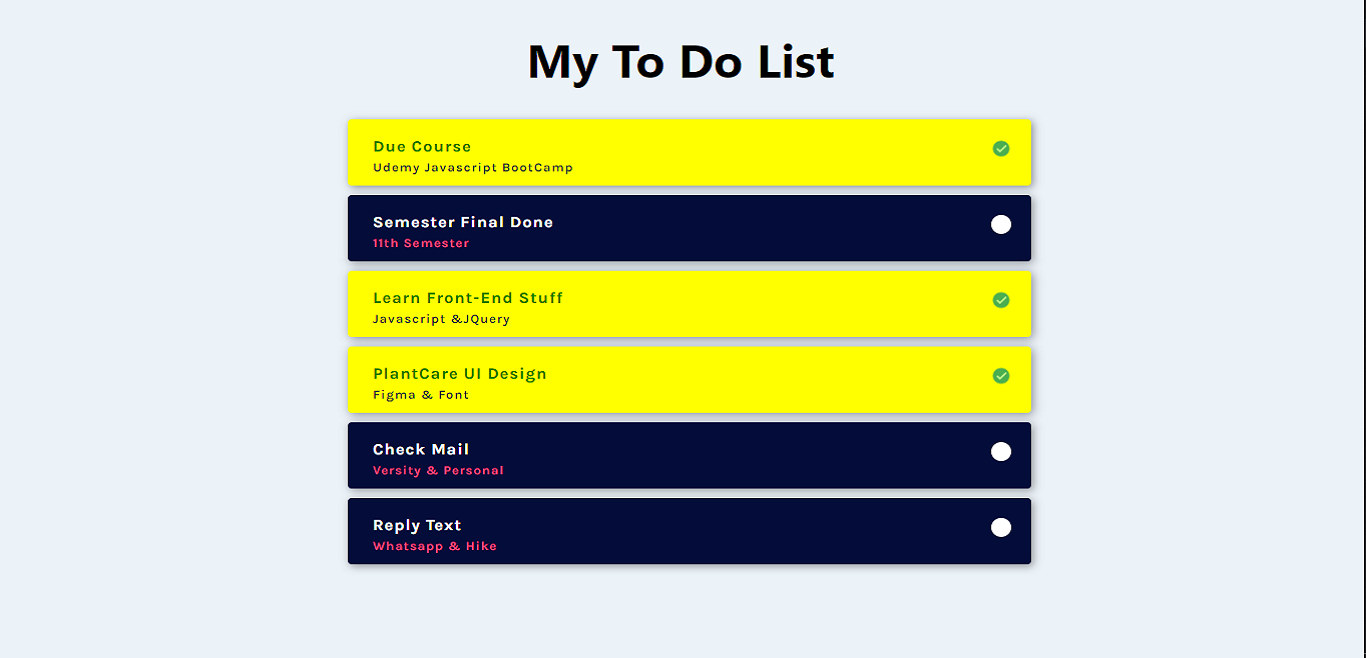 My To Do List
Due Course
Udemy Javascript BootCamp
Semester Final Done
11th Semester
Learn Front-End Stuff
Javascript &JQuery
PlantCare UI Design
Figma & Font
Check Mail
Versity & Personal
Reply Text
Whatsapp & Hike